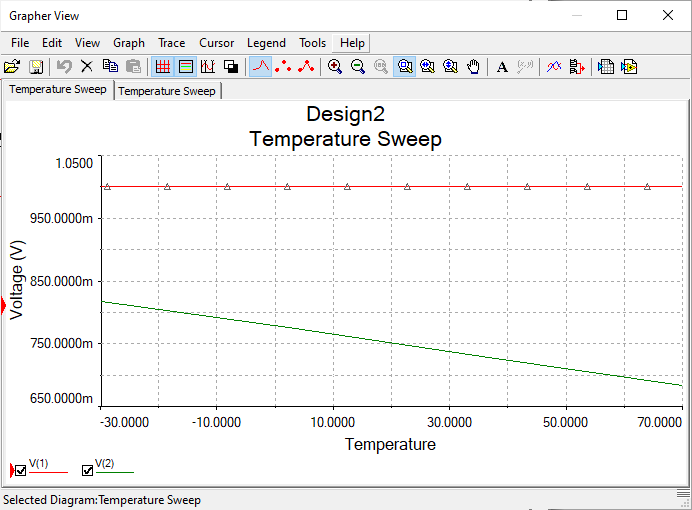 Grapher View
File Edit View Graph Trace Cursor Legend Tools Help
Temperature Sweep Temperature Sweep
Design2
Temperature Sweep
1.0500
950.0000m
850.0000m
750.0000m
650.0000m
Voltage (V)
-30.0000 -10.0000 10.0000 30.0000 50.0000 70.0000
Temperature
V(1) V(2)
Selected Diagram:Temperature Sweep